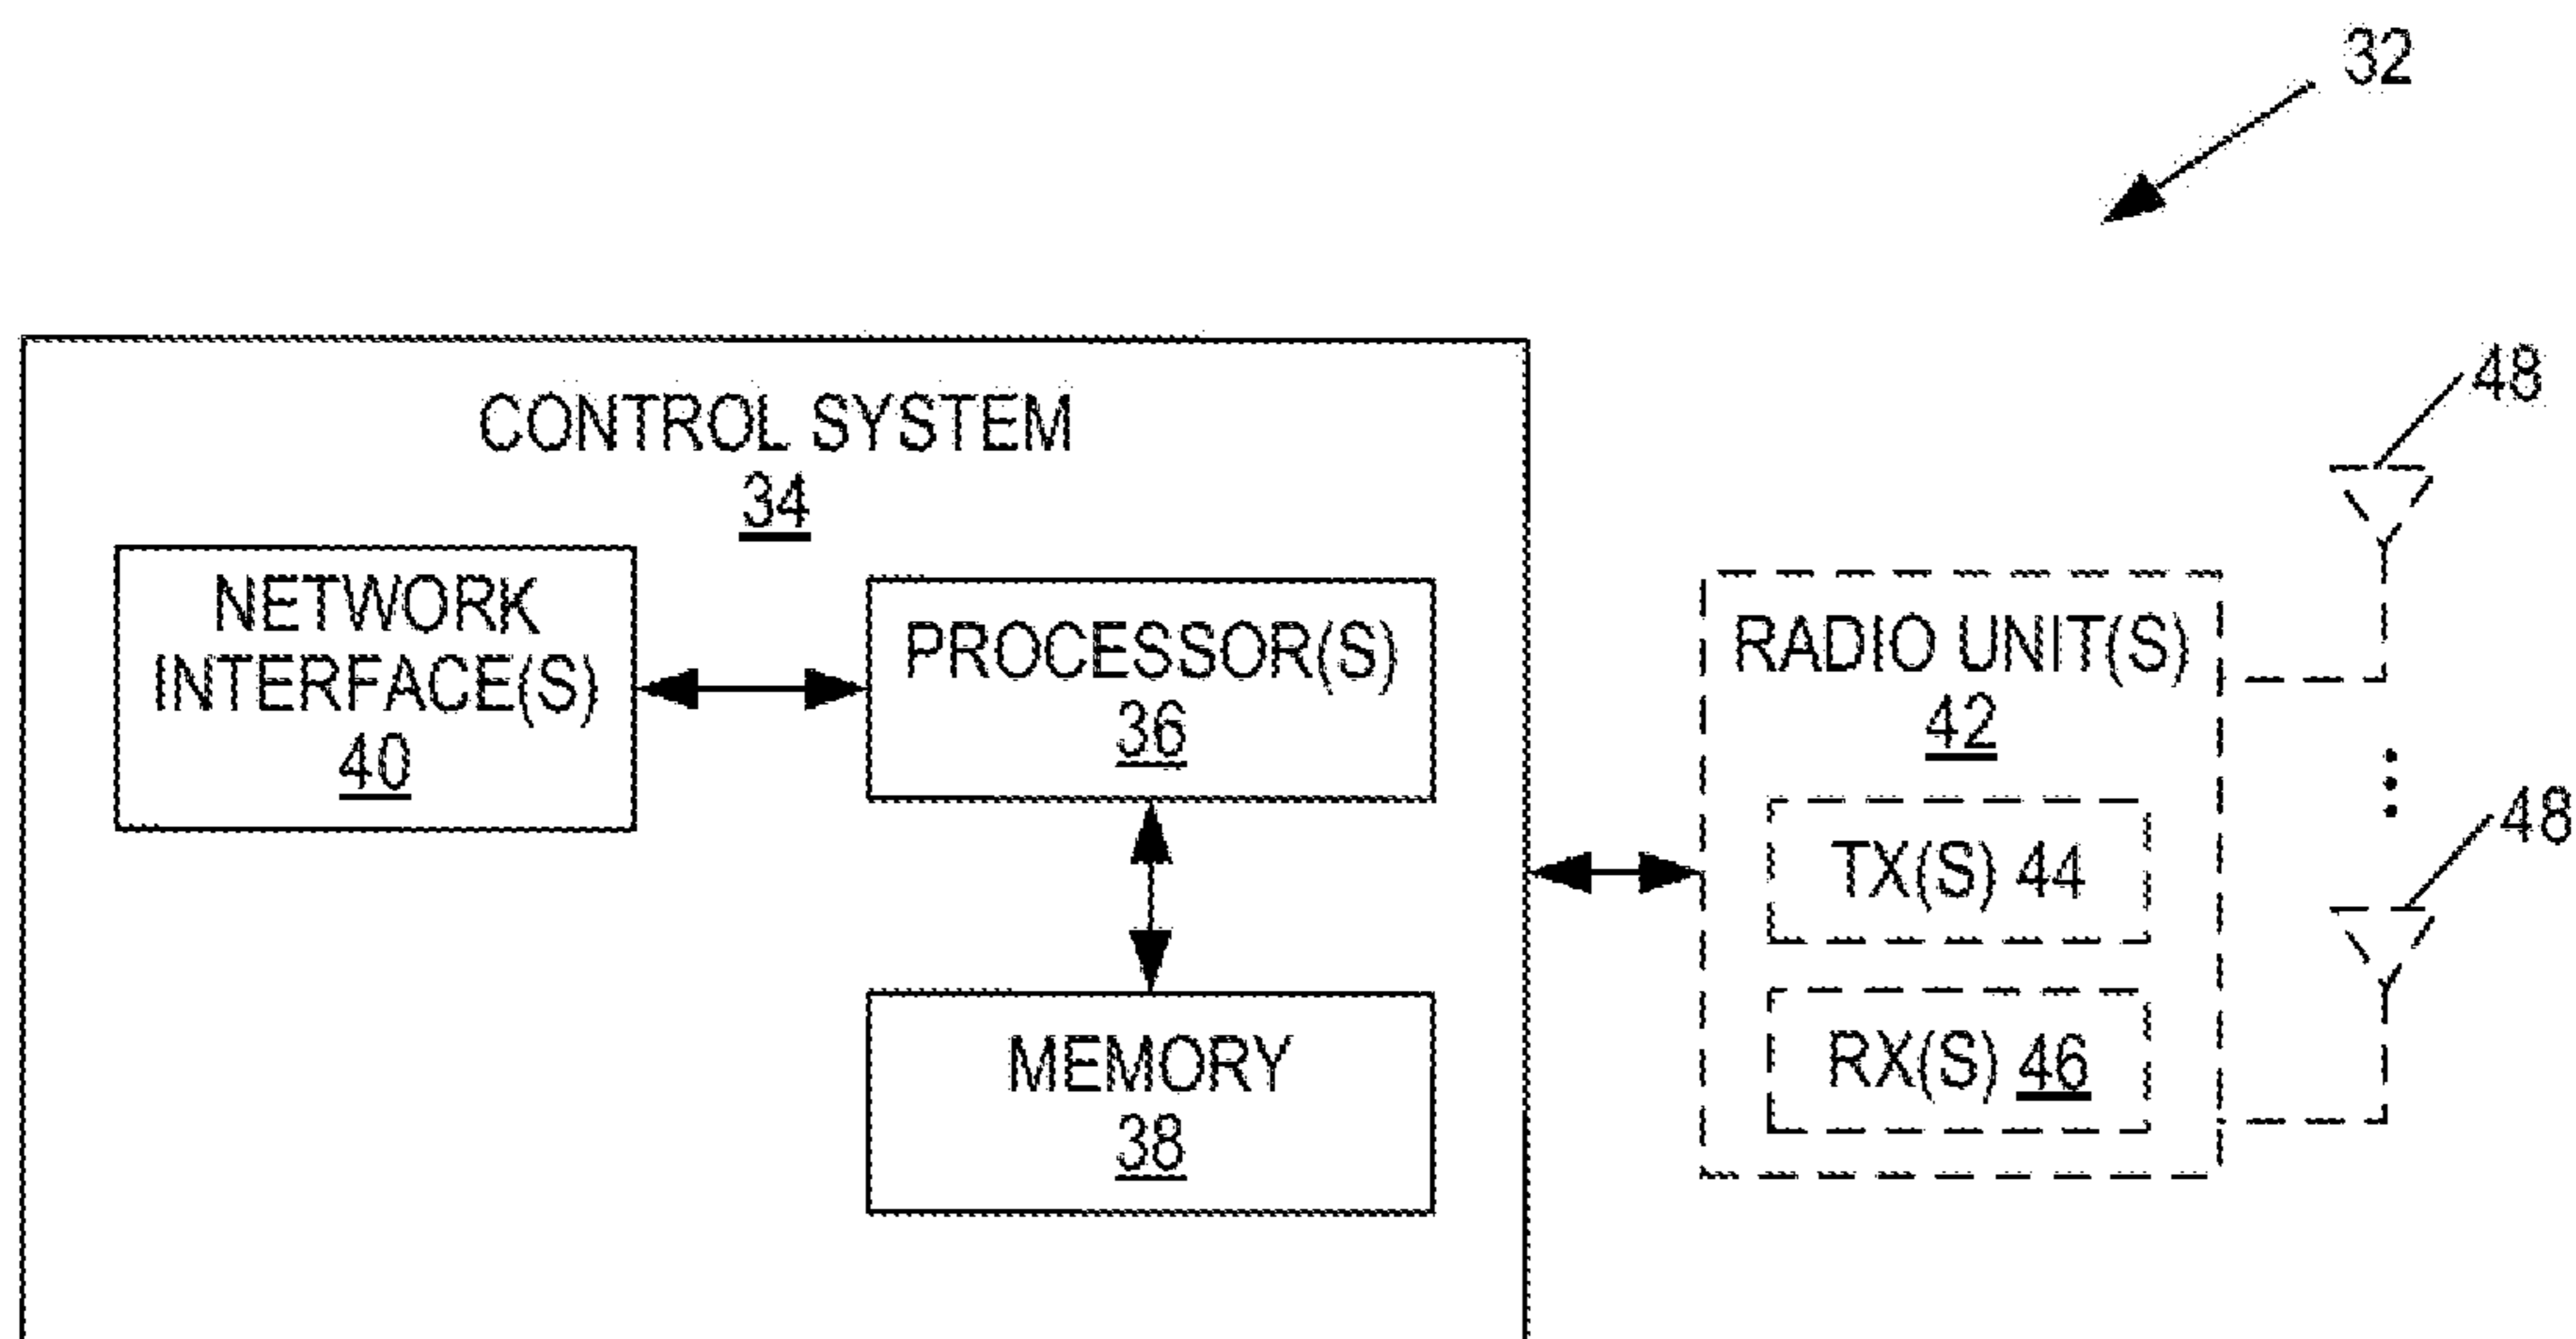 32
CONTROL SYSTEM
34
NETWORK
INTERFACE(S)
40
PROCESSOR(S)
36
MEMORY
38
RADIO UNIT(S)
42
TX(S) 44
RX(S) 46
48
48